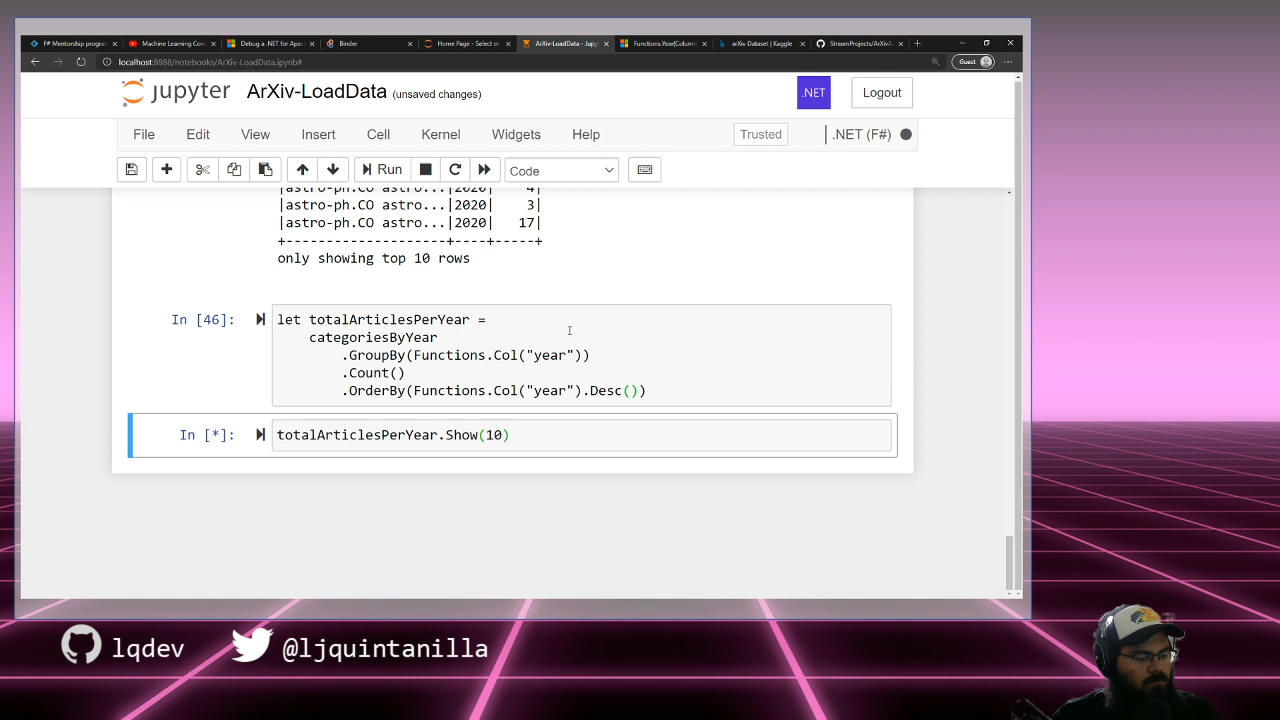 F# Mentorship progra
Machine Learning Con
Debug a .NET for Apac
Binder
Home Page - Select or
ArXiv-LoadData - Jupy
Functions.Year(Column
arXiv Dataset | Kaggle
StreamProjects/ArXivA
localhost:8888/notebooks/ArXiv-LoadData.ipynb#
Guest
jupyter ArXiv-LoadData (unsaved changes)
.NET
Logout
File Edit View Insert Cell Kernel Widgets Help
Trusted
.NET (F#)
Run
Code
|astro-ph.CO astro...|2020| 4|
|astro-ph.CO astro...|2020| 3|
|astro-ph.CO astro...|2020| 17|
+--------------------+----+-----+
only showing top 10 rows
In [46]:
let totalArticlesPerYear =
categoriesByYear
.GroupBy(Functions.Col("year"))
.Count()
.OrderBy(Functions.Col("year").Desc())
In [*]:
totalArticlesPerYear.Show(10)
lqdev
@ljquintanilla